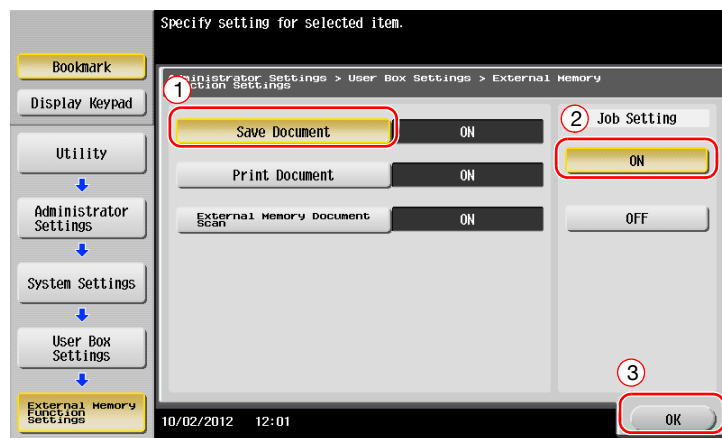 Specify setting for selected item.
Bookmark
Display Keypad
Utility
Administrator
Settings
System Settings
User Box
Settings
External Memory
Function
Settings
ministrator Settings > User Box Settings > External Memory
ction Settings
1
Save Document ON
Print Document ON
External Memory Document
Scan
ON
2
Job Setting
ON
OFF
3
OK
10/02/2012 12:01